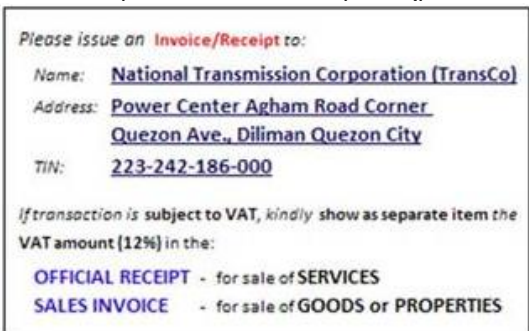 Please issue an Invoice/Receipt to:
Name: National Transmission Corporation (TransCo)
Address: Power Center Agham Road Corner
Quezon Ave., Diliman Quezon City
TIN: 223-242-186-000
If transaction is subject to VAT, kindly show as separate item the
VAT amount (12%) in the:
OFFICIAL RECEIPT - for sale of SERVICES
SALES INVOICE - for sale of GOODS or PROPERTIES